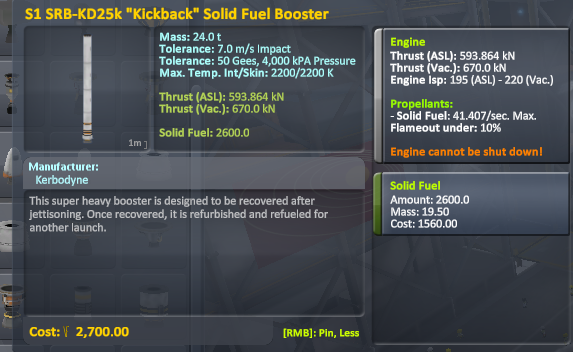 S1 SRB-KD25k "Kickback" Solid Fuel Booster
Mass: 24.0 t
Tolerance: 7.0 m/s Impact
Tolerance: 50 Gees, 4,000 kPA Pressure
Max. Temp. Int/Skin: 2200/2200 K
Thrust (ASL): 593.864 kN
Thrust (Vac.): 670.0 kN
Solid Fuel: 2600.0
1m
Manufacturer:
Kerbodyne
This super heavy booster is designed to be recovered after
jettisoning. Once recovered, it is refurbished and refueled for
another launch.
Cost: 2,700.00
[RMB]: Pin, Less
Engine
Thrust (ASL): 593.864 kN
Thrust (Vac.): 670.0 kN
Engine Isp: 195 (ASL) - 220 (Vac.)
Propellants:
- Solid Fuel: 41.407/sec. Max.
Flameout under: 10%
Engine cannot be shut down!
Solid Fuel
Amount: 2600.0
Mass: 19.50
Cost: 1560.00